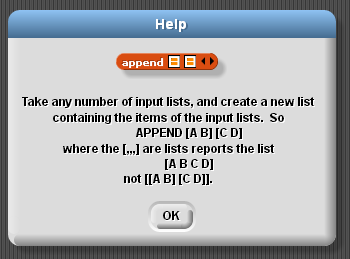 Help
append
Take any number of input lists, and create a new list
containing the items of the input lists. So
APPEND [A B] [C D]
where the [,,,] are lists reports the list
[A B C D]
not [[A B] [C D]].
OK